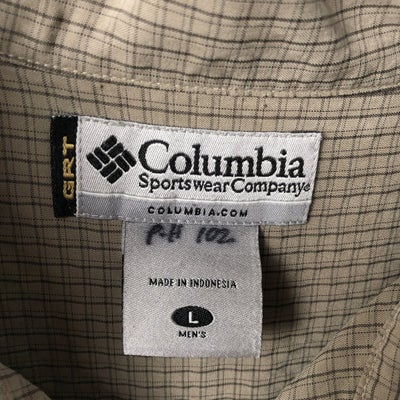 GRT
Columbia
Sportswear Company®
COLUMBIA.COM
P.H 102
MADE IN INDONESIA
L
MEN'S